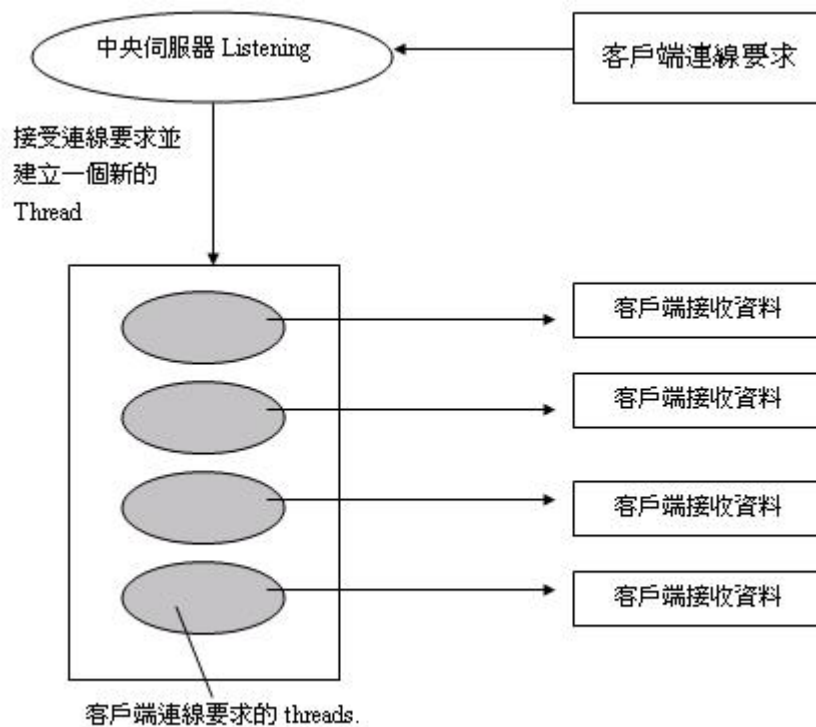 中央伺服器 Listening
客戶端連線要求
接受連線要求並
建立一個新的
Thread
客戶端接收資料
客戶端接收資料
客戶端接收資料
客戶端接收資料
客戶端連線要求的 threads.